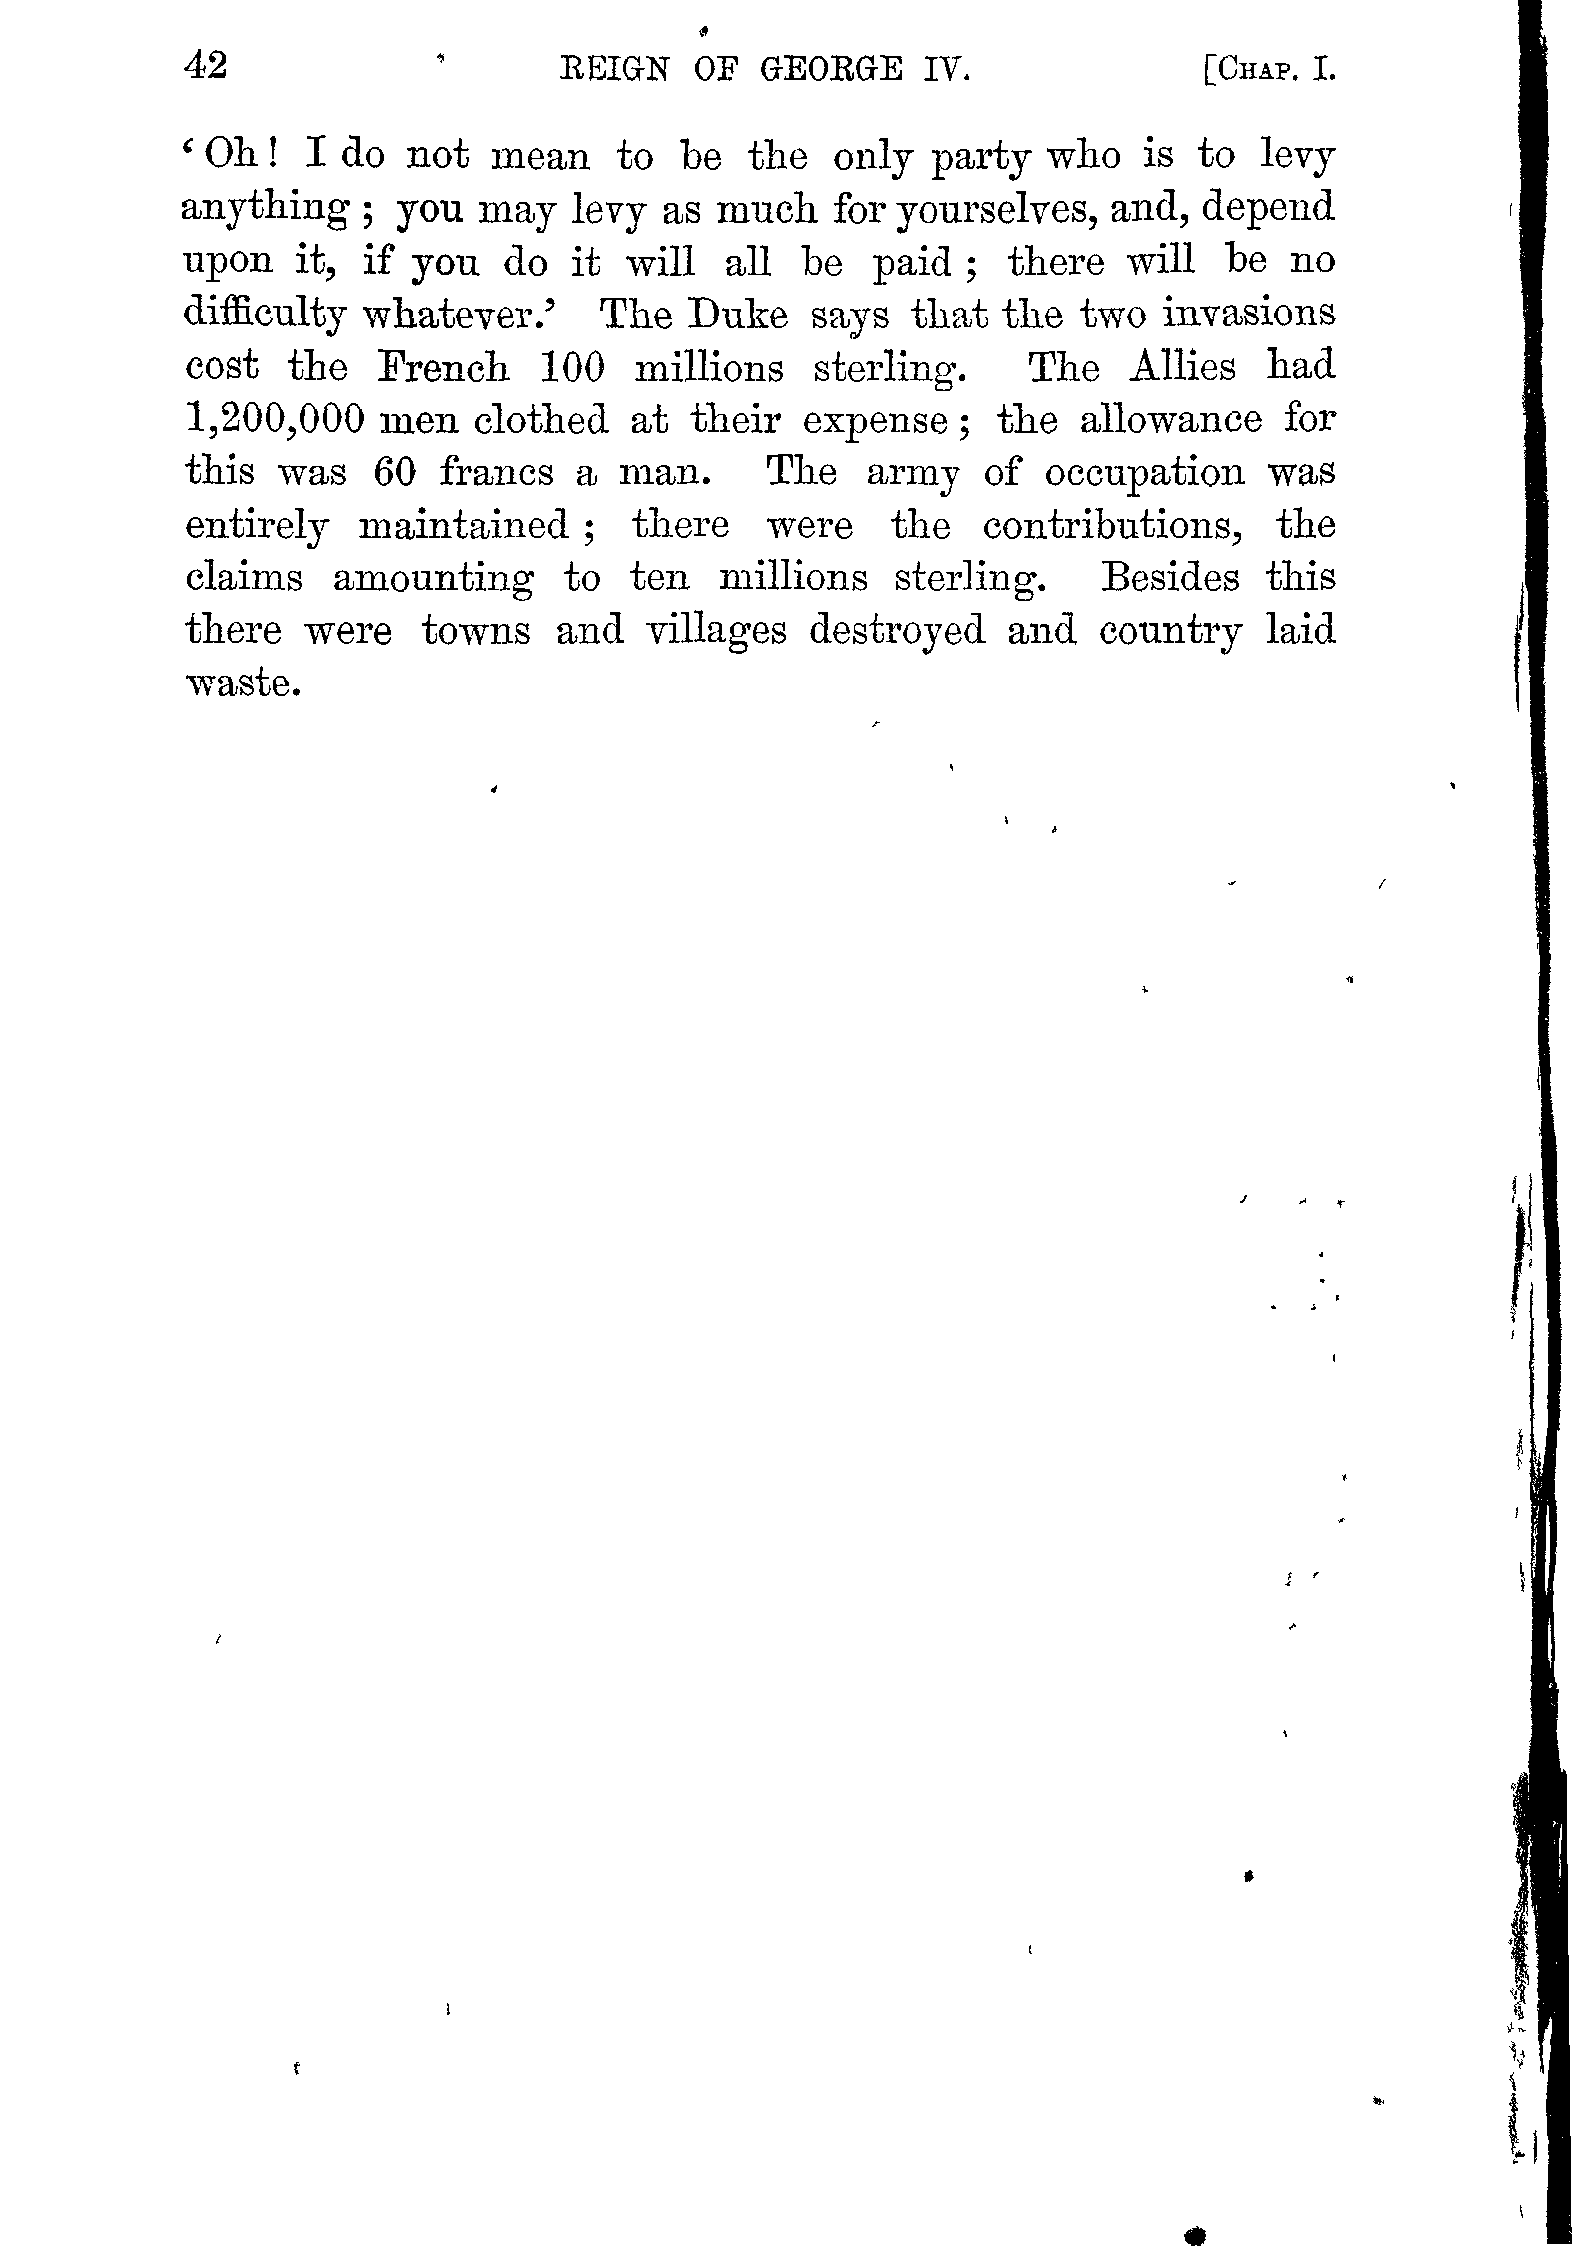 42 REIGN OF GEORGE IV. [CHAP. I.
‘Oh! I do not mean to be the only party who is to levy
anything; you may levy as much for yourselves, and, depend
upon it, if you do it will all be paid; there will be no
difficulty whatever.’ The Duke says that the two invasions
cost the French 100 millions sterling. The Allies had
1,200,000 men clothed at their expense; the allowance for
this was 60 francs a man. The army of occupation was
entirely maintained; there were the contributions, the
claims amounting to ten millions sterling. Besides this
there were towns and villages destroyed and country laid
waste.